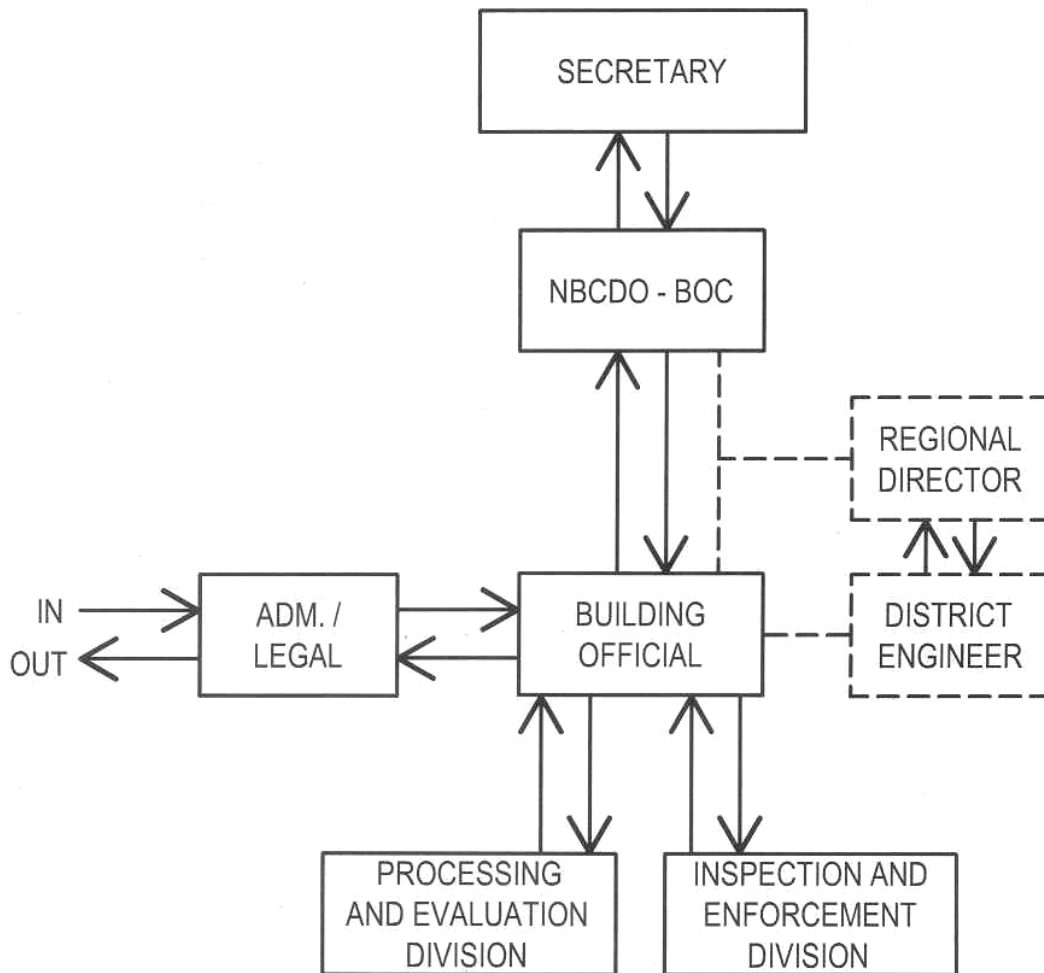 SECRETARY
NBCDO - BOC
REGIONAL
DIRECTOR
IN
OUT
ADM. /
LEGAL
BUILDING
OFFICIAL
DISTRICT
ENGINEER
PROCESSING
AND EVALUATION
DIVISION
INSPECTION AND
ENFORCEMENT
DIVISION